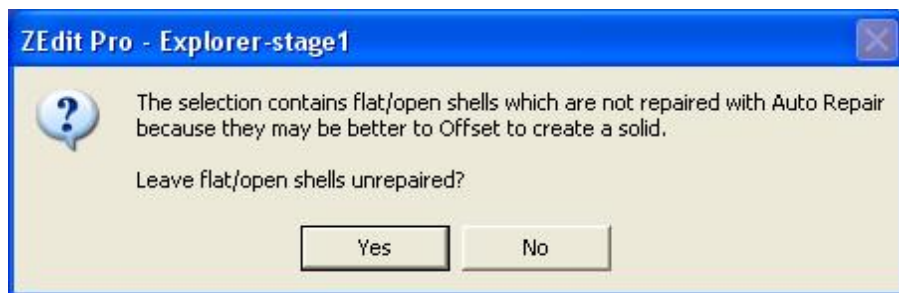 ZEdit Pro - Explorer-stage1
The selection contains flat/open shells which are not repaired with Auto Repair
because they may be better to Offset to create a solid.
Leave flat/open shells unrepaired?
Yes No